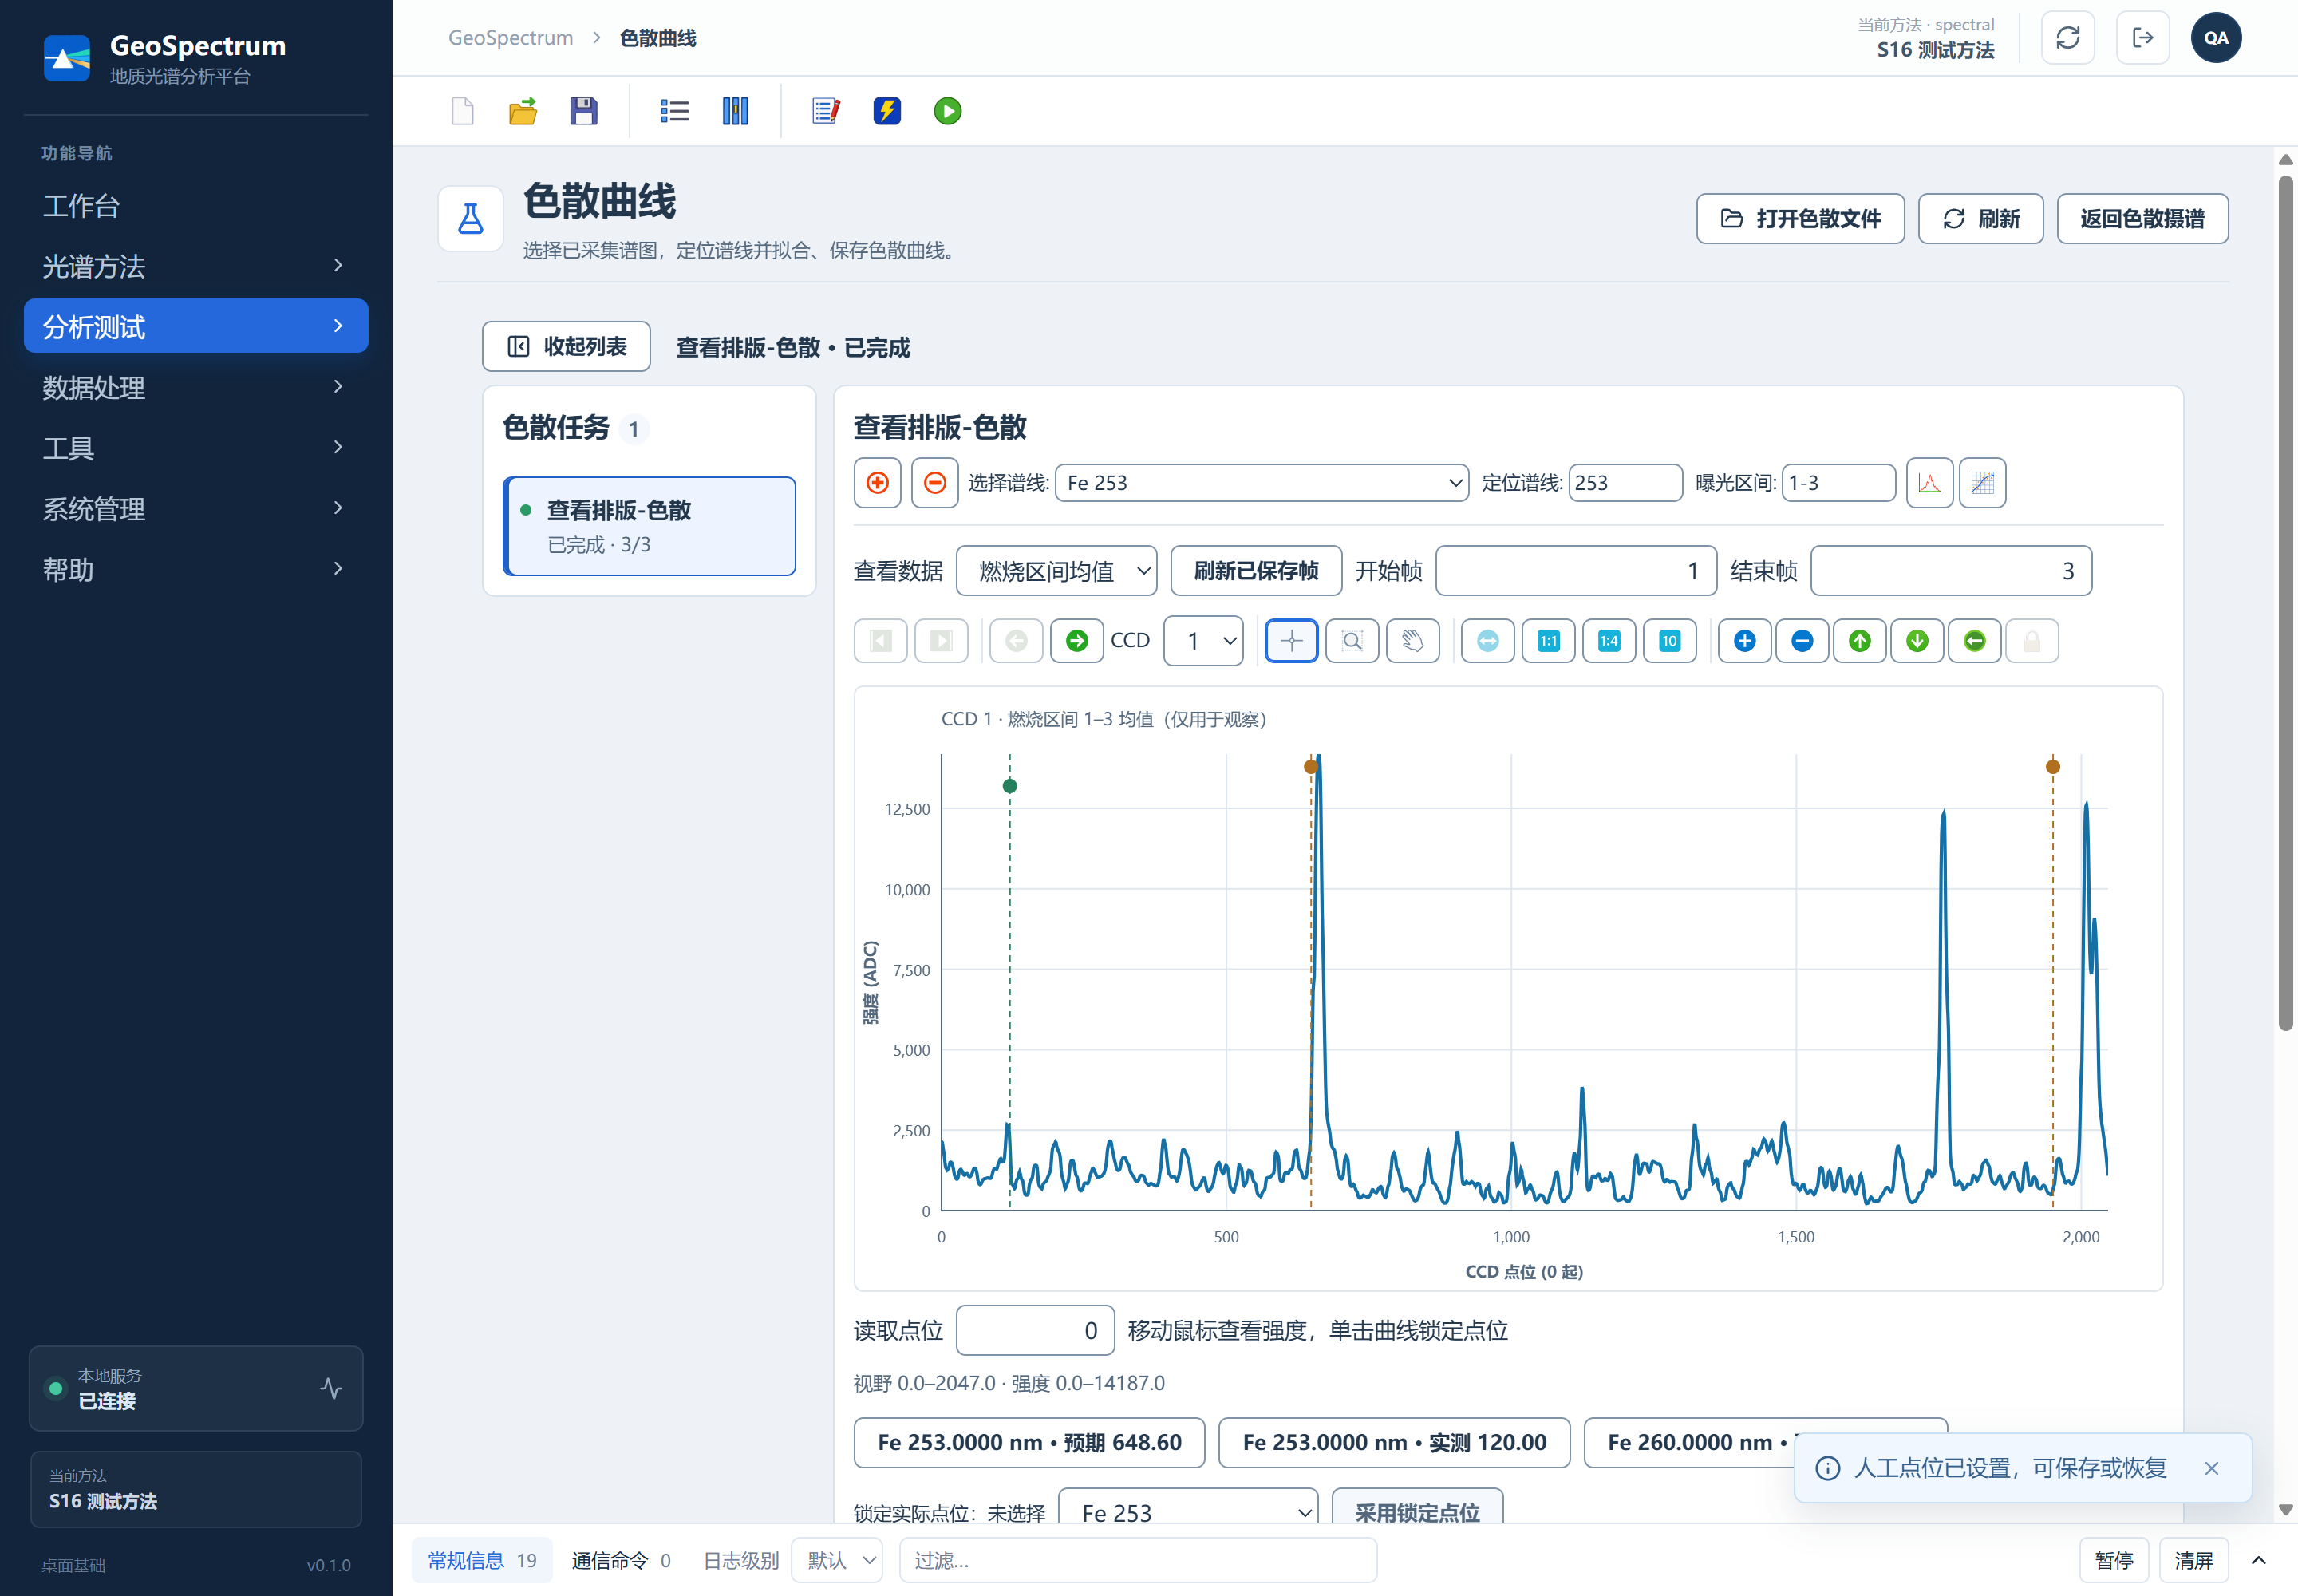 GeoSpectrum
地质光谱分析平台
功能导航
工作台
光谱方法
分析测试
数据处理
工具
系统管理
帮助
本地服务
已连接
当前方法
S16 测试方法
桌面基础 v0.1.0
GeoSpectrum > 色散曲线
当前方法 · spectral
S16 测试方法
QA
色散曲线
选择已采集谱图，定位谱线并拟合、保存色散曲线。
打开色散文件 刷新 返回色散摄谱
收起列表 查看排版-色散 • 已完成
色散任务 1
查看排版-色散
已完成 · 3/3
查看排版-色散
选择谱线: Fe 253 定位谱线: 253 曝光区间: 1-3
查看数据 燃烧区间均值 刷新已保存帧 开始帧 1 结束帧 3
CCD 1 1:1 1:4 10
CCD 1 · 燃烧区间 1–3 均值（仅用于观察）
12,500
10,000
7,500
5,000
2,500
0
强度 (ADC)
0 500 1,000 1,500 2,000
CCD 点位 (0 起)
读取点位 0 移动鼠标查看强度，单击曲线锁定点位
视野 0.0–2047.0 · 强度 0.0–14187.0
Fe 253.0000 nm • 预期 648.60 Fe 253.0000 nm • 实测 120.00 Fe 260.0000 nm •
人工点位已设置，可保存或恢复
锁定实际点位：未选择 Fe 253 采用锁定点位
常规信息 19 通信命令 0 日志级别 默认 过滤... 暂停 清屏